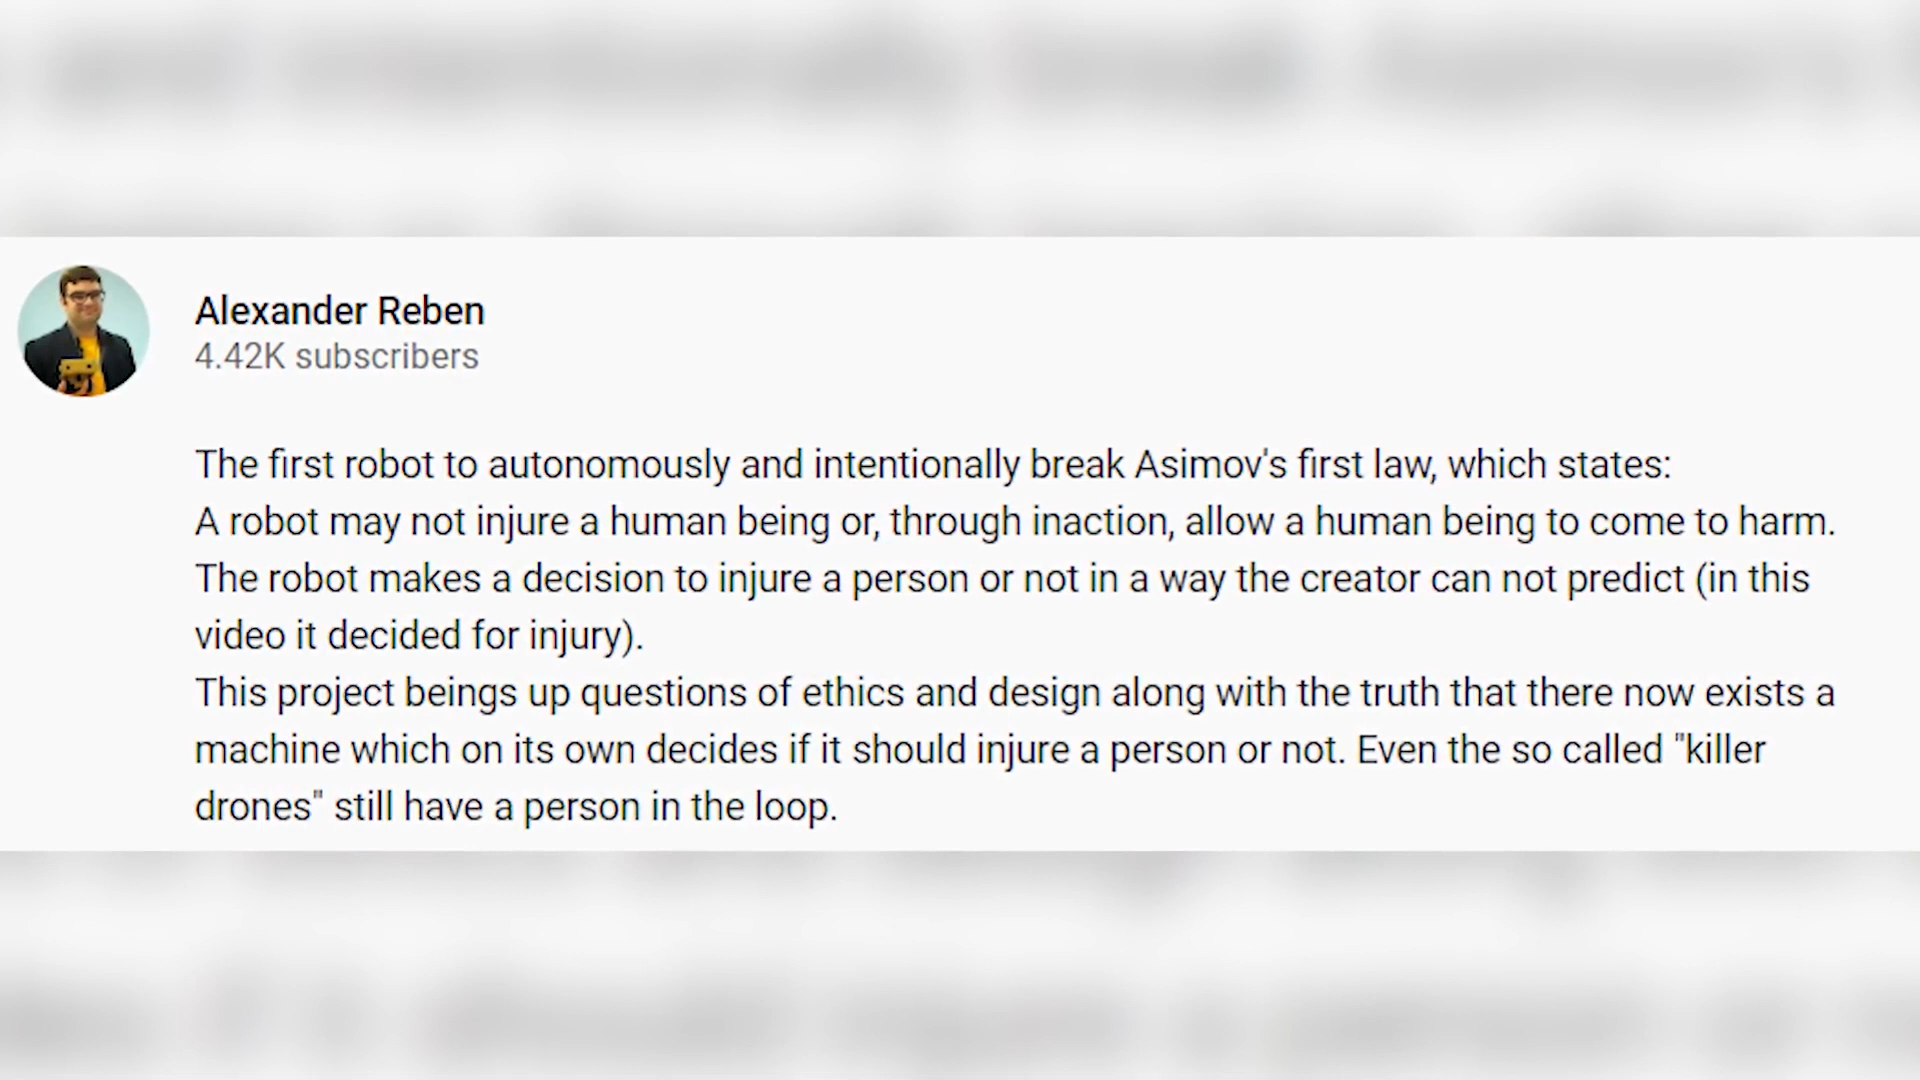 Alexander Reben
4.42K subscribers
The first robot to autonomously and intentionally break Asimov's first law, which states:
A robot may not injure a human being or, through inaction, allow a human being to come to harm.
The robot makes a decision to injure a person or not in a way the creator can not predict (in this
video it decided for injury).
This project beings up questions of ethics and design along with the truth that there now exists a
machine which on its own decides if it should injure a person or not. Even the so called "killer
drones" still have a person in the loop.